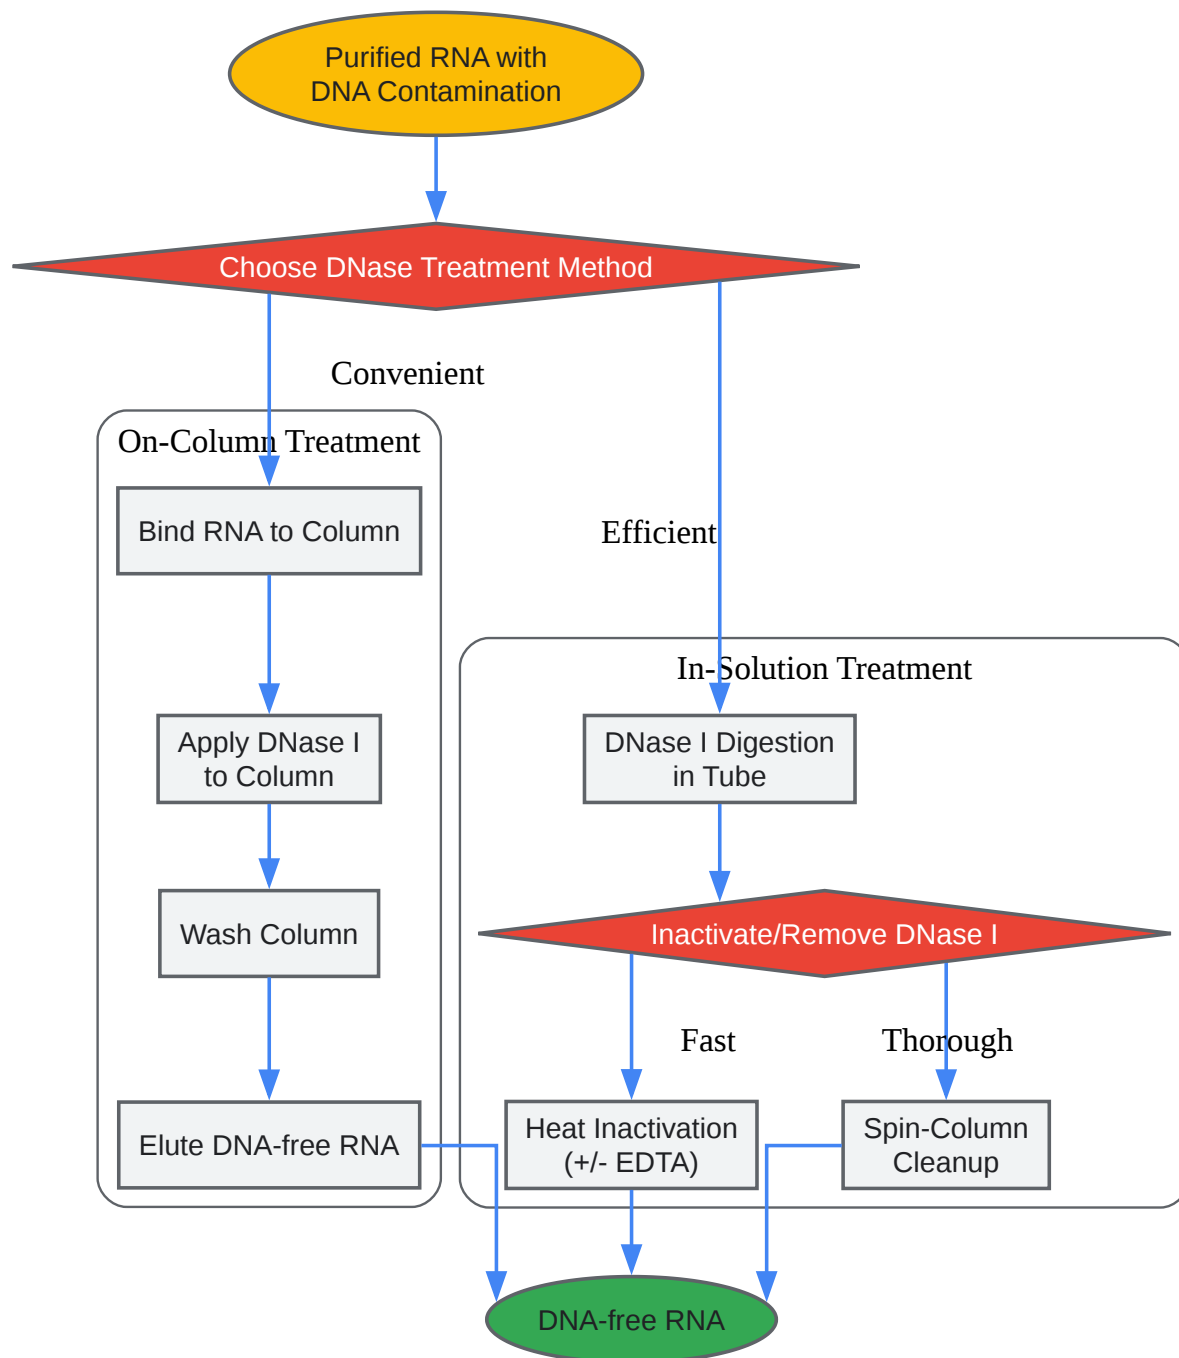 Purified RNA with
DNA Contamination
Choose DNase Treatment Method
Convenient
On-Column Treatment
Bind RNA to Column
Efficient
In-Solution Treatment
Apply DNase I
to Column
DNase I Digestion
in Tube
Wash Column
Inactivate/Remove DNase I
Fast
Thorough
Elute DNA-free RNA
Heat Inactivation
(+/- EDTA)
Spin-Column
Cleanup
DNA-free RNA